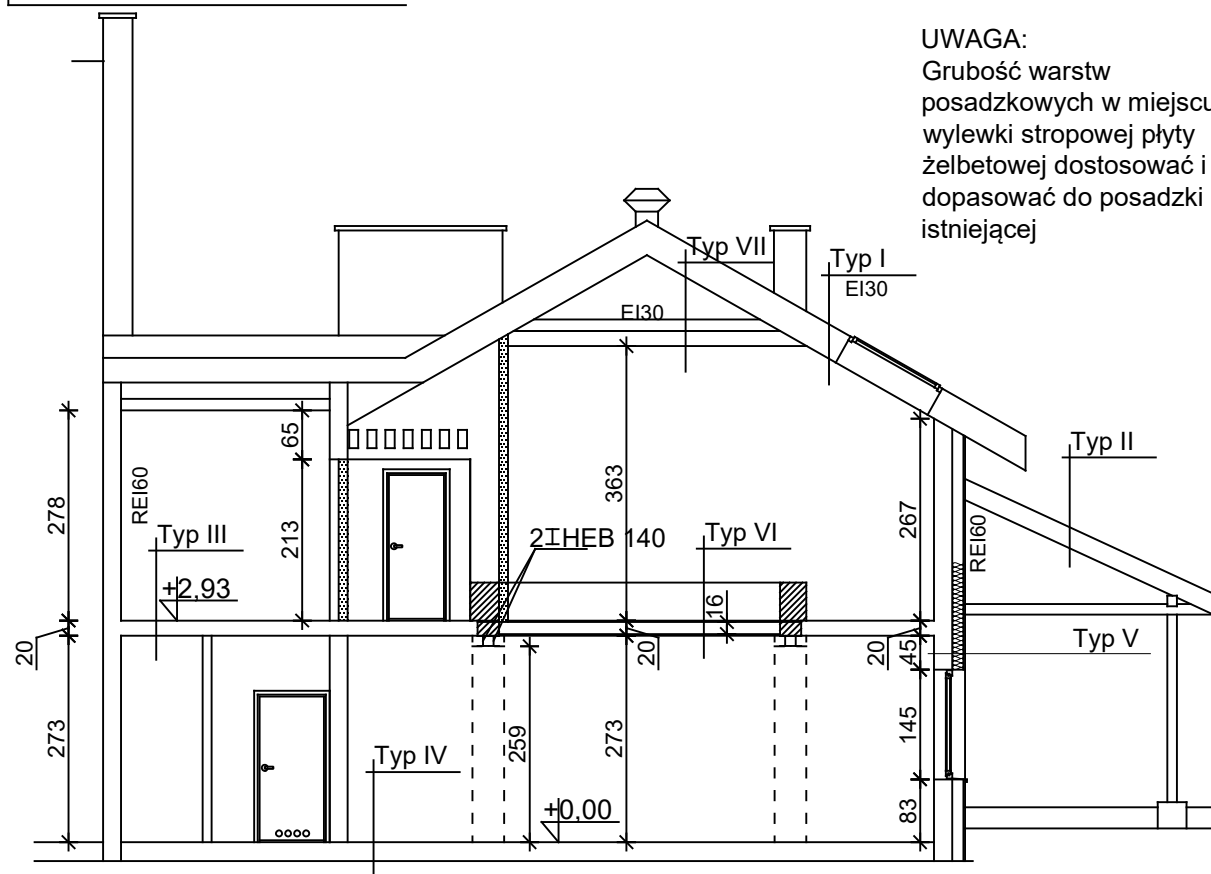 UWAGA:
Grubość warstw
posadzkowych w miejscu
wylewki stropowej płyty
żelbetowej dostosować i
dopasować do posadzki
istniejącej
Typ VII
Typ I
EI30
EI30
Typ II
65
278
REI60
213
363
267
REI60
Typ III
2IHEB 140
Typ VI
+2,93
16
20
20
20
45
Typ V
273
259
273
145
Typ IV
+0,00
83